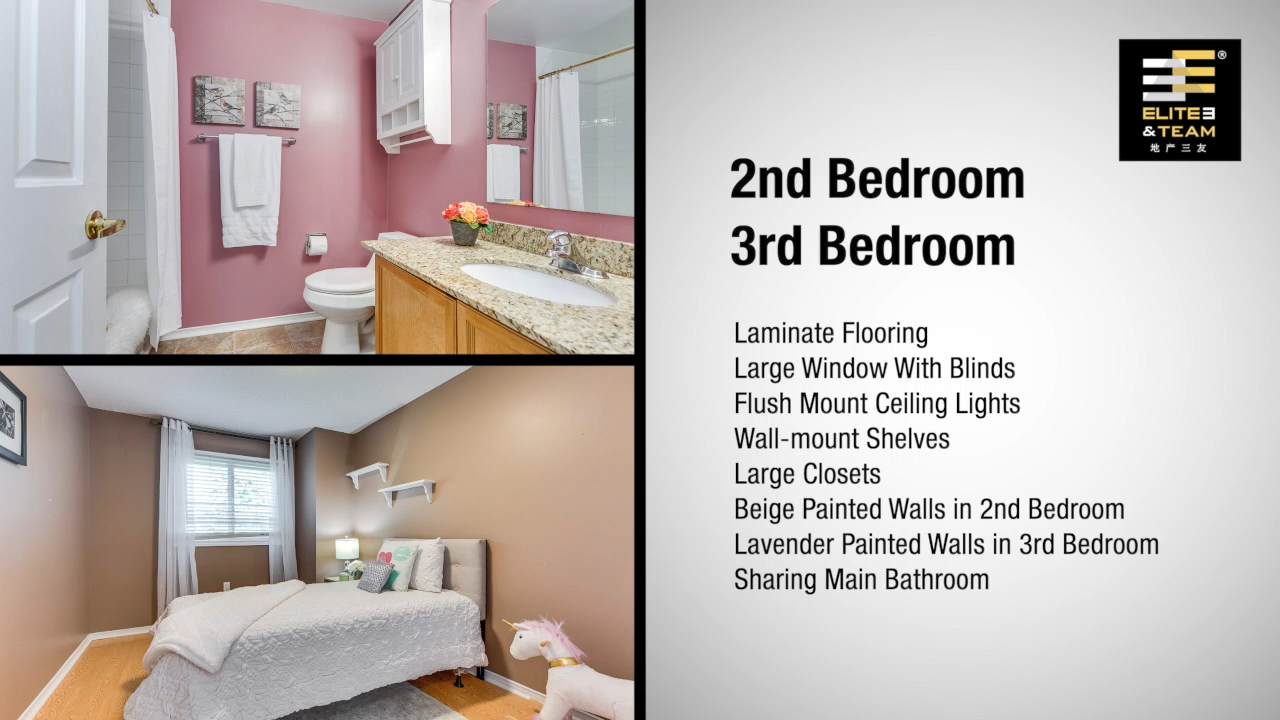 ELITE3
& TEAM
地产三友
®
2nd Bedroom
3rd Bedroom
Laminate Flooring
Large Window With Blinds
Flush Mount Ceiling Lights
Wall-mount Shelves
Large Closets
Beige Painted Walls in 2nd Bedroom
Lavender Painted Walls in 3rd Bedroom
Sharing Main Bathroom